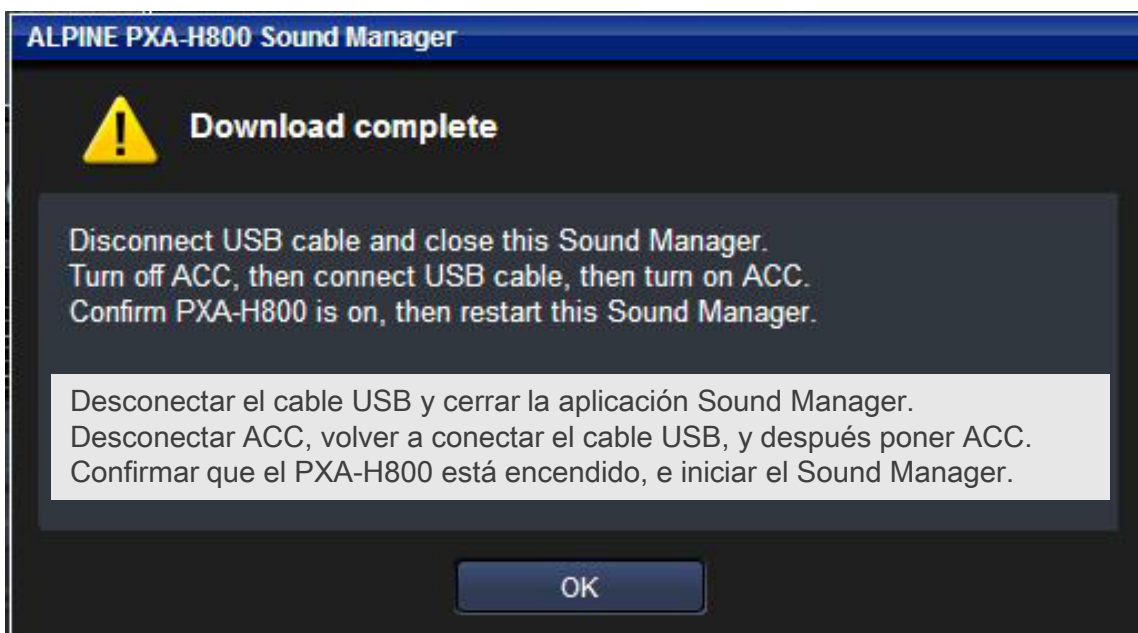 ALPINE PXA-H800 Sound Manager
Download complete
Disconnect USB cable and close this Sound Manager.
Turn off ACC, then connect USB cable, then turn on ACC.
Confirm PXA-H800 is on, then restart this Sound Manager.
Desconectar el cable USB y cerrar la aplicación Sound Manager.
Desconectar ACC, volver a conectar el cable USB, y después poner ACC.
Confirmar que el PXA-H800 está encendido, e iniciar el Sound Manager.
OK